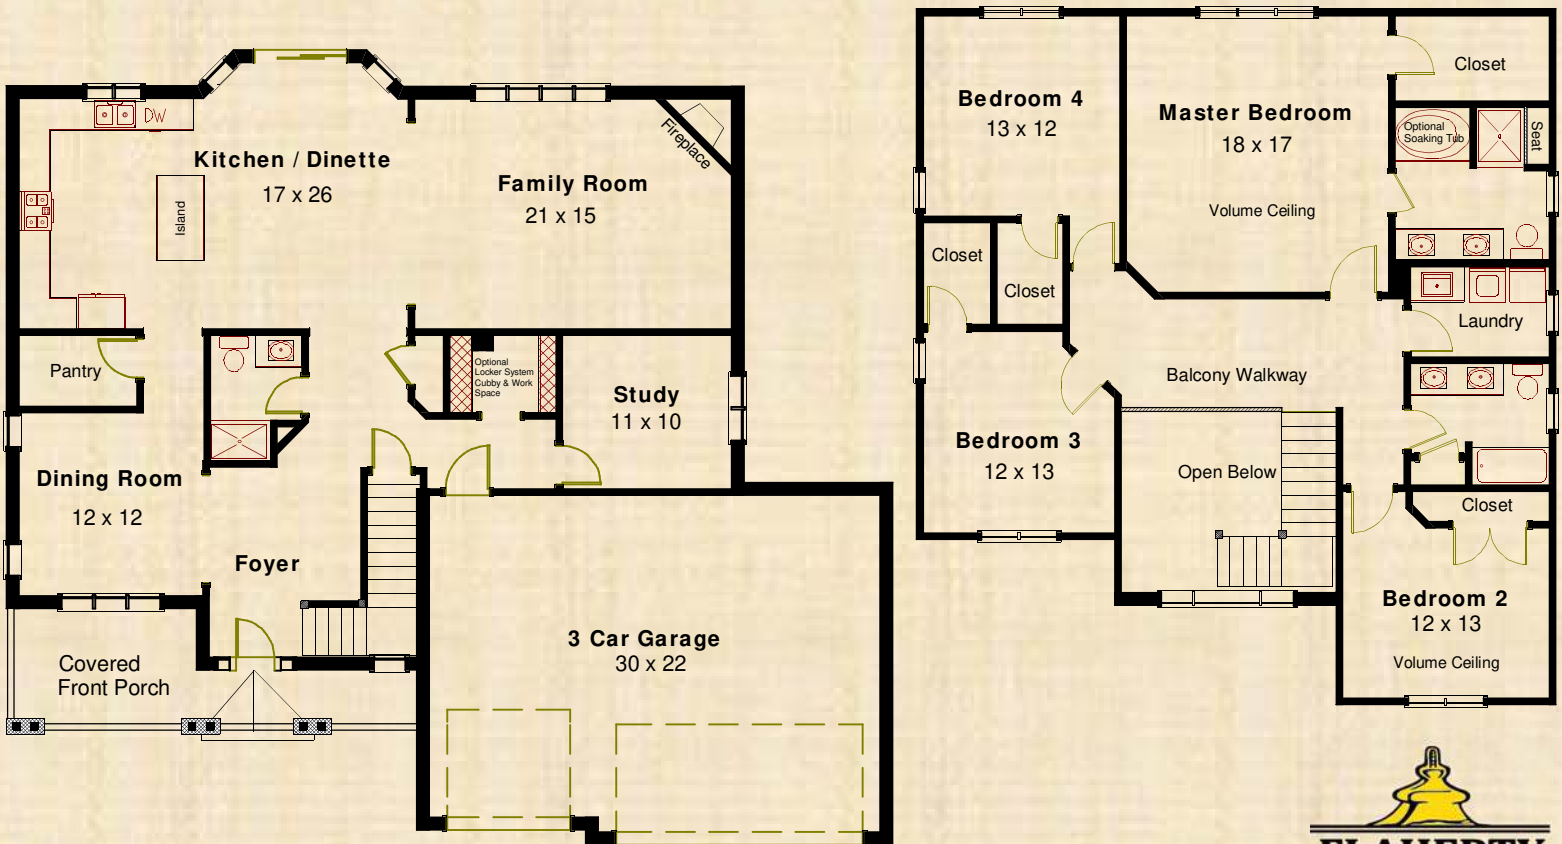 Kitchen / Dinette
17 x 26
DW
Island
Family Room
21 x 15
Fireplace
Pantry
Optional
Locker System
Cubby & Work
Space
Study
11 x 10
Dining Room
12 x 12
Foyer
3 Car Garage
30 x 22
Covered
Front Porch
Bedroom 4
13 x 12
Master Bedroom
18 x 17
Volume Ceiling
Closet
Optional
Soaking Tub
Seat
Closet
Closet
Laundry
Balcony Walkway
Bedroom 3
12 x 13
Open Below
Closet
Bedroom 2
12 x 13
Volume Ceiling
FLAHERTY